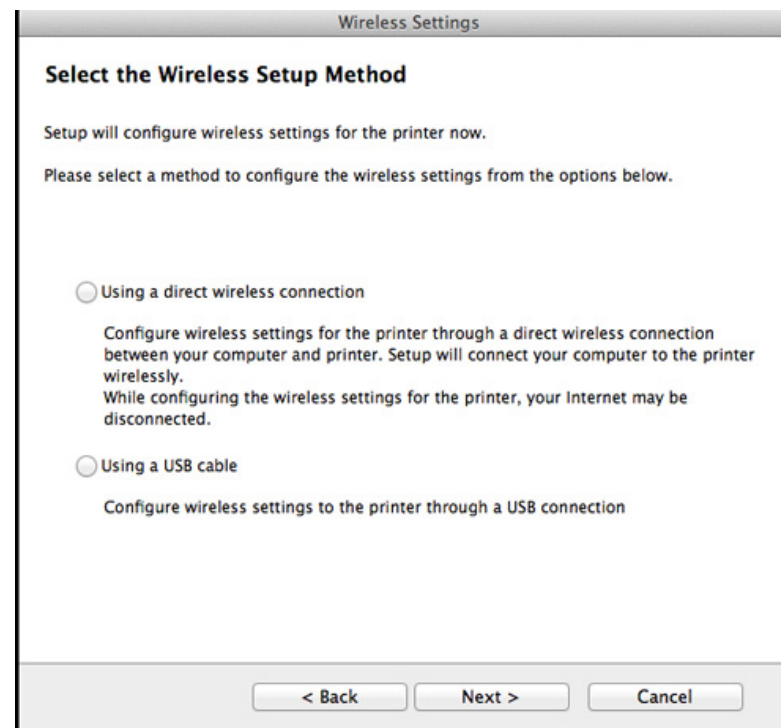 Wireless Settings
Select the Wireless Setup Method
Setup will configure wireless settings for the printer now.
Please select a method to configure the wireless settings from the options below.
Using a direct wireless connection
Configure wireless settings for the printer through a direct wireless connection
between your computer and printer. Setup will connect your computer to the printer
wirelessly.
While configuring the wireless settings for the printer, your Internet may be
disconnected.
Using a USB cable
Configure wireless settings to the printer through a USB connection
< Back Next > Cancel